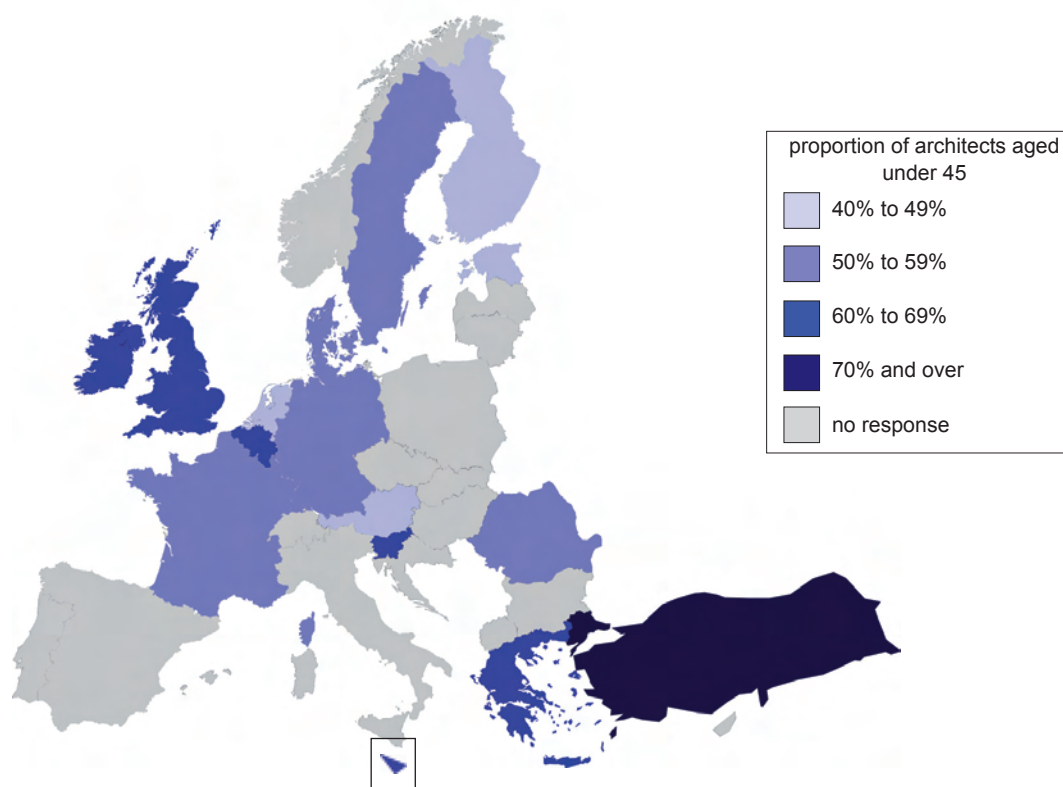 proportion of architects aged
under 45
40% to 49%
50% to 59%
60% to 69%
70% and over
no response